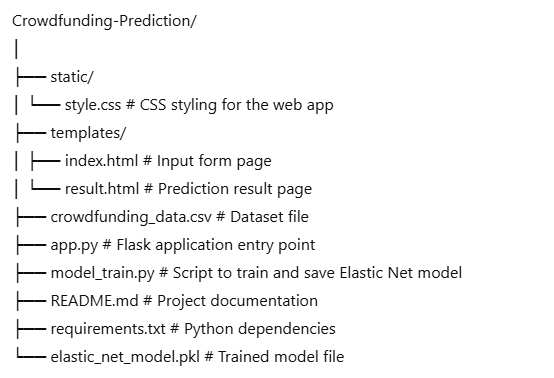 Crowdfunding-Prediction/
│
├── static/
│ └── style.css # CSS styling for the web app
├── templates/
│ ├── index.html # Input form page
│ └── result.html # Prediction result page
├── crowdfunding_data.csv # Dataset file
├── app.py # Flask application entry point
├── model_train.py # Script to train and save Elastic Net model
├── README.md # Project documentation
├── requirements.txt # Python dependencies
└── elastic_net_model.pkl # Trained model file